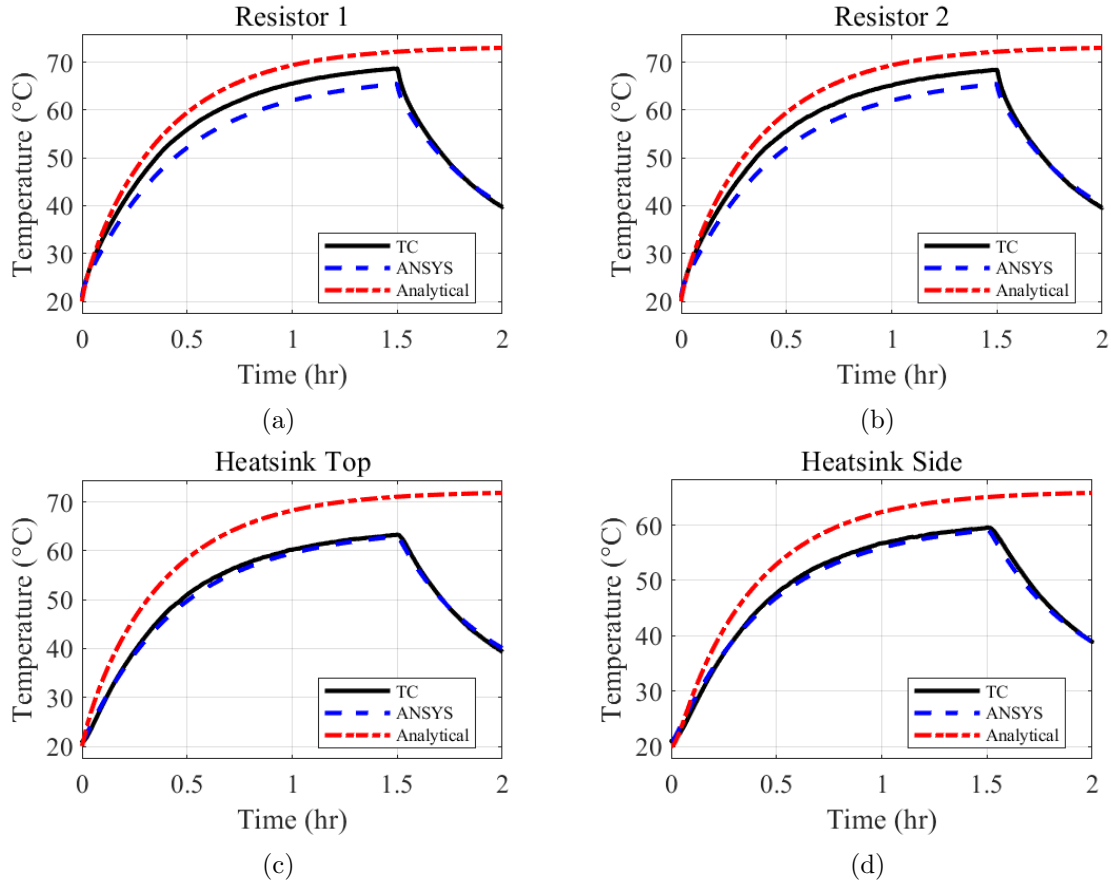 Resistor 1
Temperature (°C)
70
60
50
40
30
20
TC
ANSYS
Analytical
0 0.5 1 1.5 2
Time (hr)
(a)
Resistor 2
Temperature (°C)
70
60
50
40
30
20
TC
ANSYS
Analytical
0 0.5 1 1.5 2
Time (hr)
(b)
Heatsink Top
Temperature (°C)
70
60
50
40
30
20
TC
ANSYS
Analytical
0 0.5 1 1.5 2
Time (hr)
(c)
Heatsink Side
Temperature (°C)
60
50
40
30
20
TC
ANSYS
Analytical
0 0.5 1 1.5 2
Time (hr)
(d)